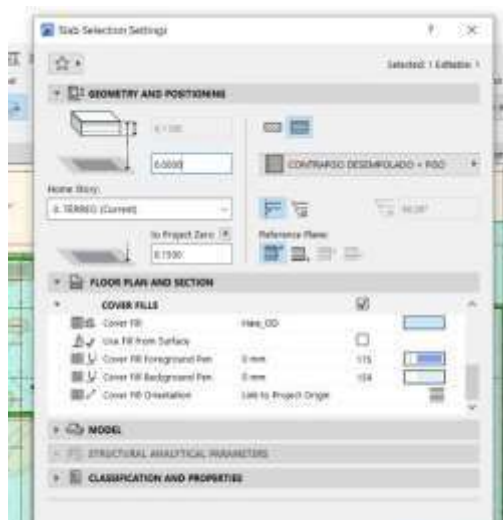 Slab Selection Settings
?
Selected: 1 Editable: 1
GEOMETRY AND POSITIONING
0.0000
CONTRAPISO DESEMPOLADO + PISO
Home Story:
0. TÉRREO (Current)
to Project Zero
Reference Plane:
0.1500
FLOOR PLAN AND SECTION
COVER FILLS
Cover Fill
Use Fill from Surface
Cover Fill Foreground Pen 0 mm 115
Cover Fill Background Pen 0 mm
Cover Fill Orientation Link to Project Origin
MODEL
STRUCTURAL ANALYTICAL PARAMETERS
CLASSIFICATION AND PROPERTIES